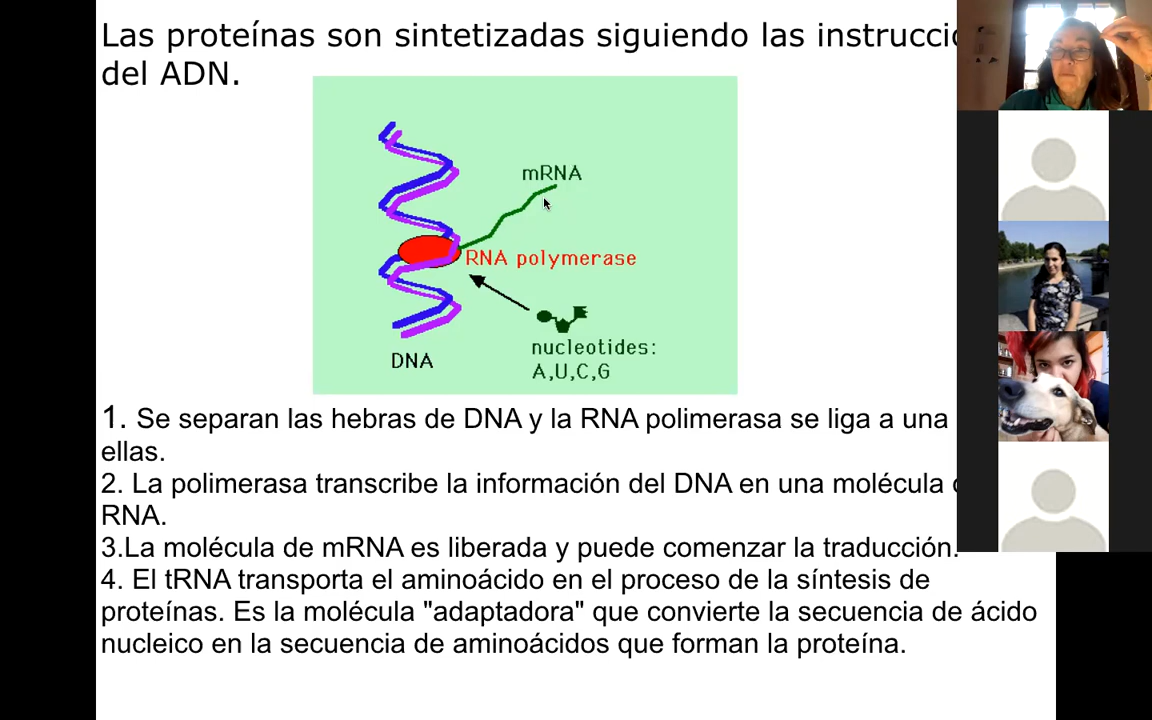 Las proteínas son sintetizadas siguiendo las
del ADN.
mRNA
RNA polymerase
nucleotides:
A,U,C,G
DNA
1. Se separan las hebras de DNA y la RNA polimerasa se liga a una
ellas.
2. La polimerasa transcribe la información del DNA en una molécula
RNA.
3.La molécula de mRNA es liberada y puede comenzar la traducción.
4. El tRNA transporta el aminoácido en el proceso de la síntesis de
proteínas. Es la molécula "adaptadora" que convierte la secuencia de ácido
nucleico en la secuencia de aminoácidos que forman la proteína.